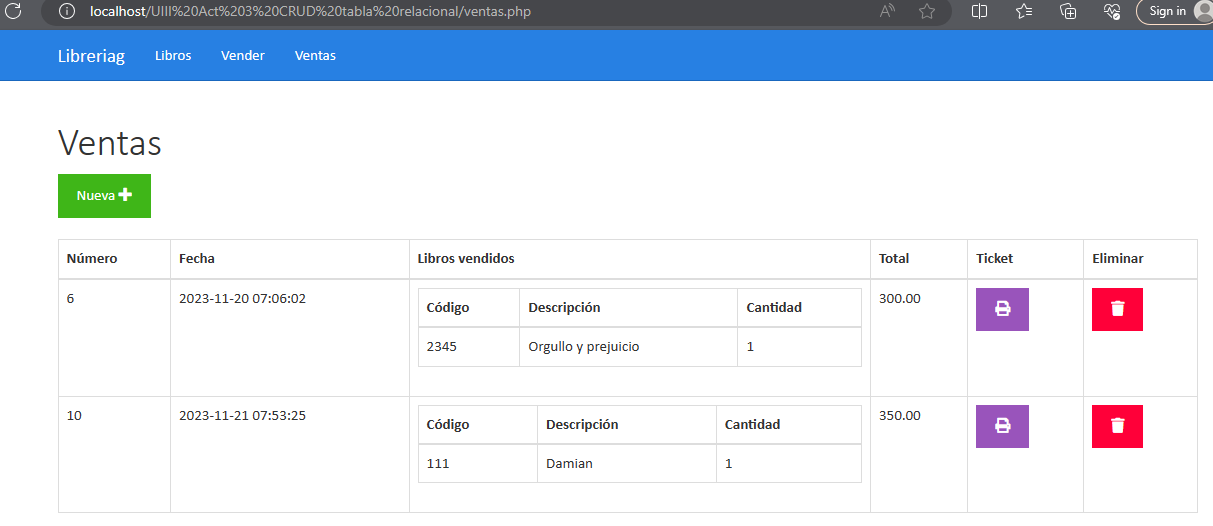 localhost/UIII%20Act%203%20CRUD%20tabla%20relacional/ventas.php
Sign in
Libreriag Libros Vender Ventas
Ventas
Nueva
Número Fecha Libros vendidos Total Ticket Eliminar
6 2023-11-20 07:06:02 300.00
Código Descripción Cantidad
2345 Orgullo y prejuicio 1
10 2023-11-21 07:53:25 350.00
Código Descripción Cantidad
111 Damian 1